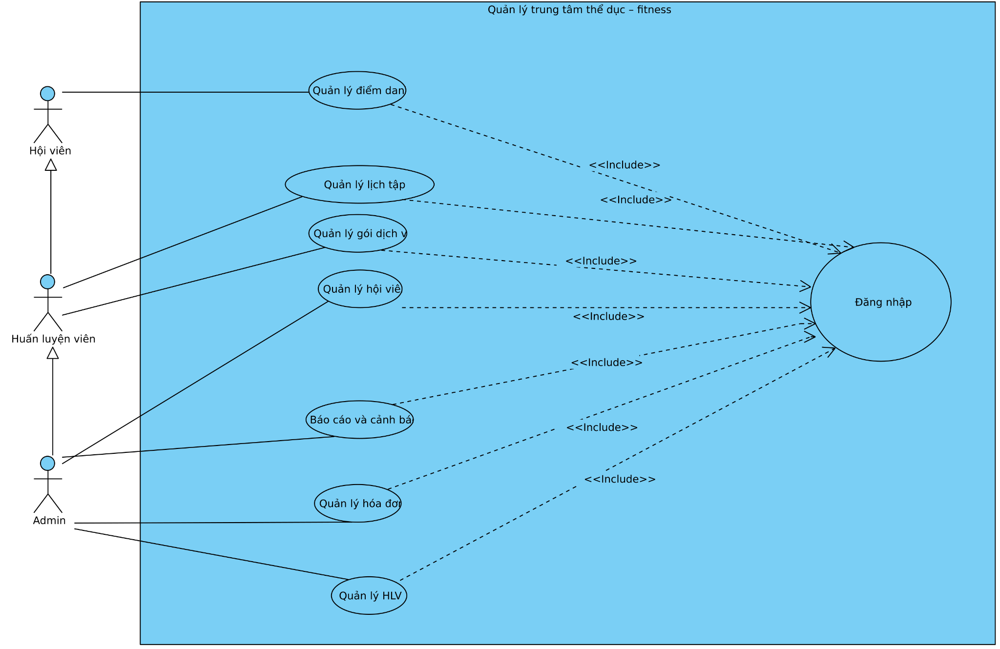 Quản lý trung tâm thể dục – fitness
Quản lý điểm dan
Hội viên
<<Include>>
Quản lý lịch tập
<<Include>>
Quản lý gói dịch v
<<Include>>
Quản lý hội viê
Đăng nhập
<<Include>>
Huấn luyện viên
<<Include>>
Báo cáo và cảnh bá
<<Include>>
<<Include>>
Quản lý hóa đơn
Admin
Quản lý HLV